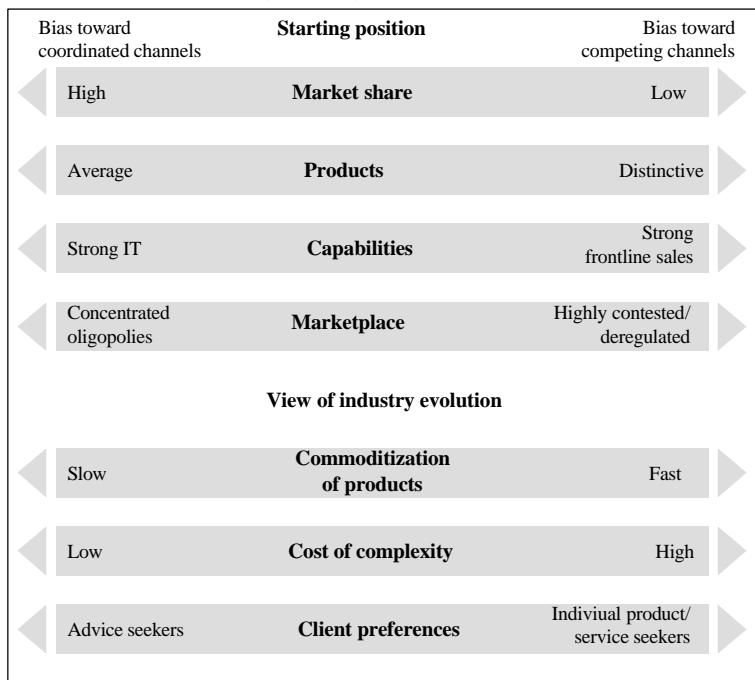 Bias toward
coordinated channels
Starting position
Bias toward
competing channels
High
Market share
Low
Average
Products
Distinctive
Strong IT
Capabilities
Strong
frontline sales
Concentrated
oligopolies
Marketplace
Highly contested/
deregulated
View of industry evolution
Slow
Commoditization
of products
Fast
Low
Cost of complexity
High
Advice seekers
Client preferences
Indiviual product/
service seekers